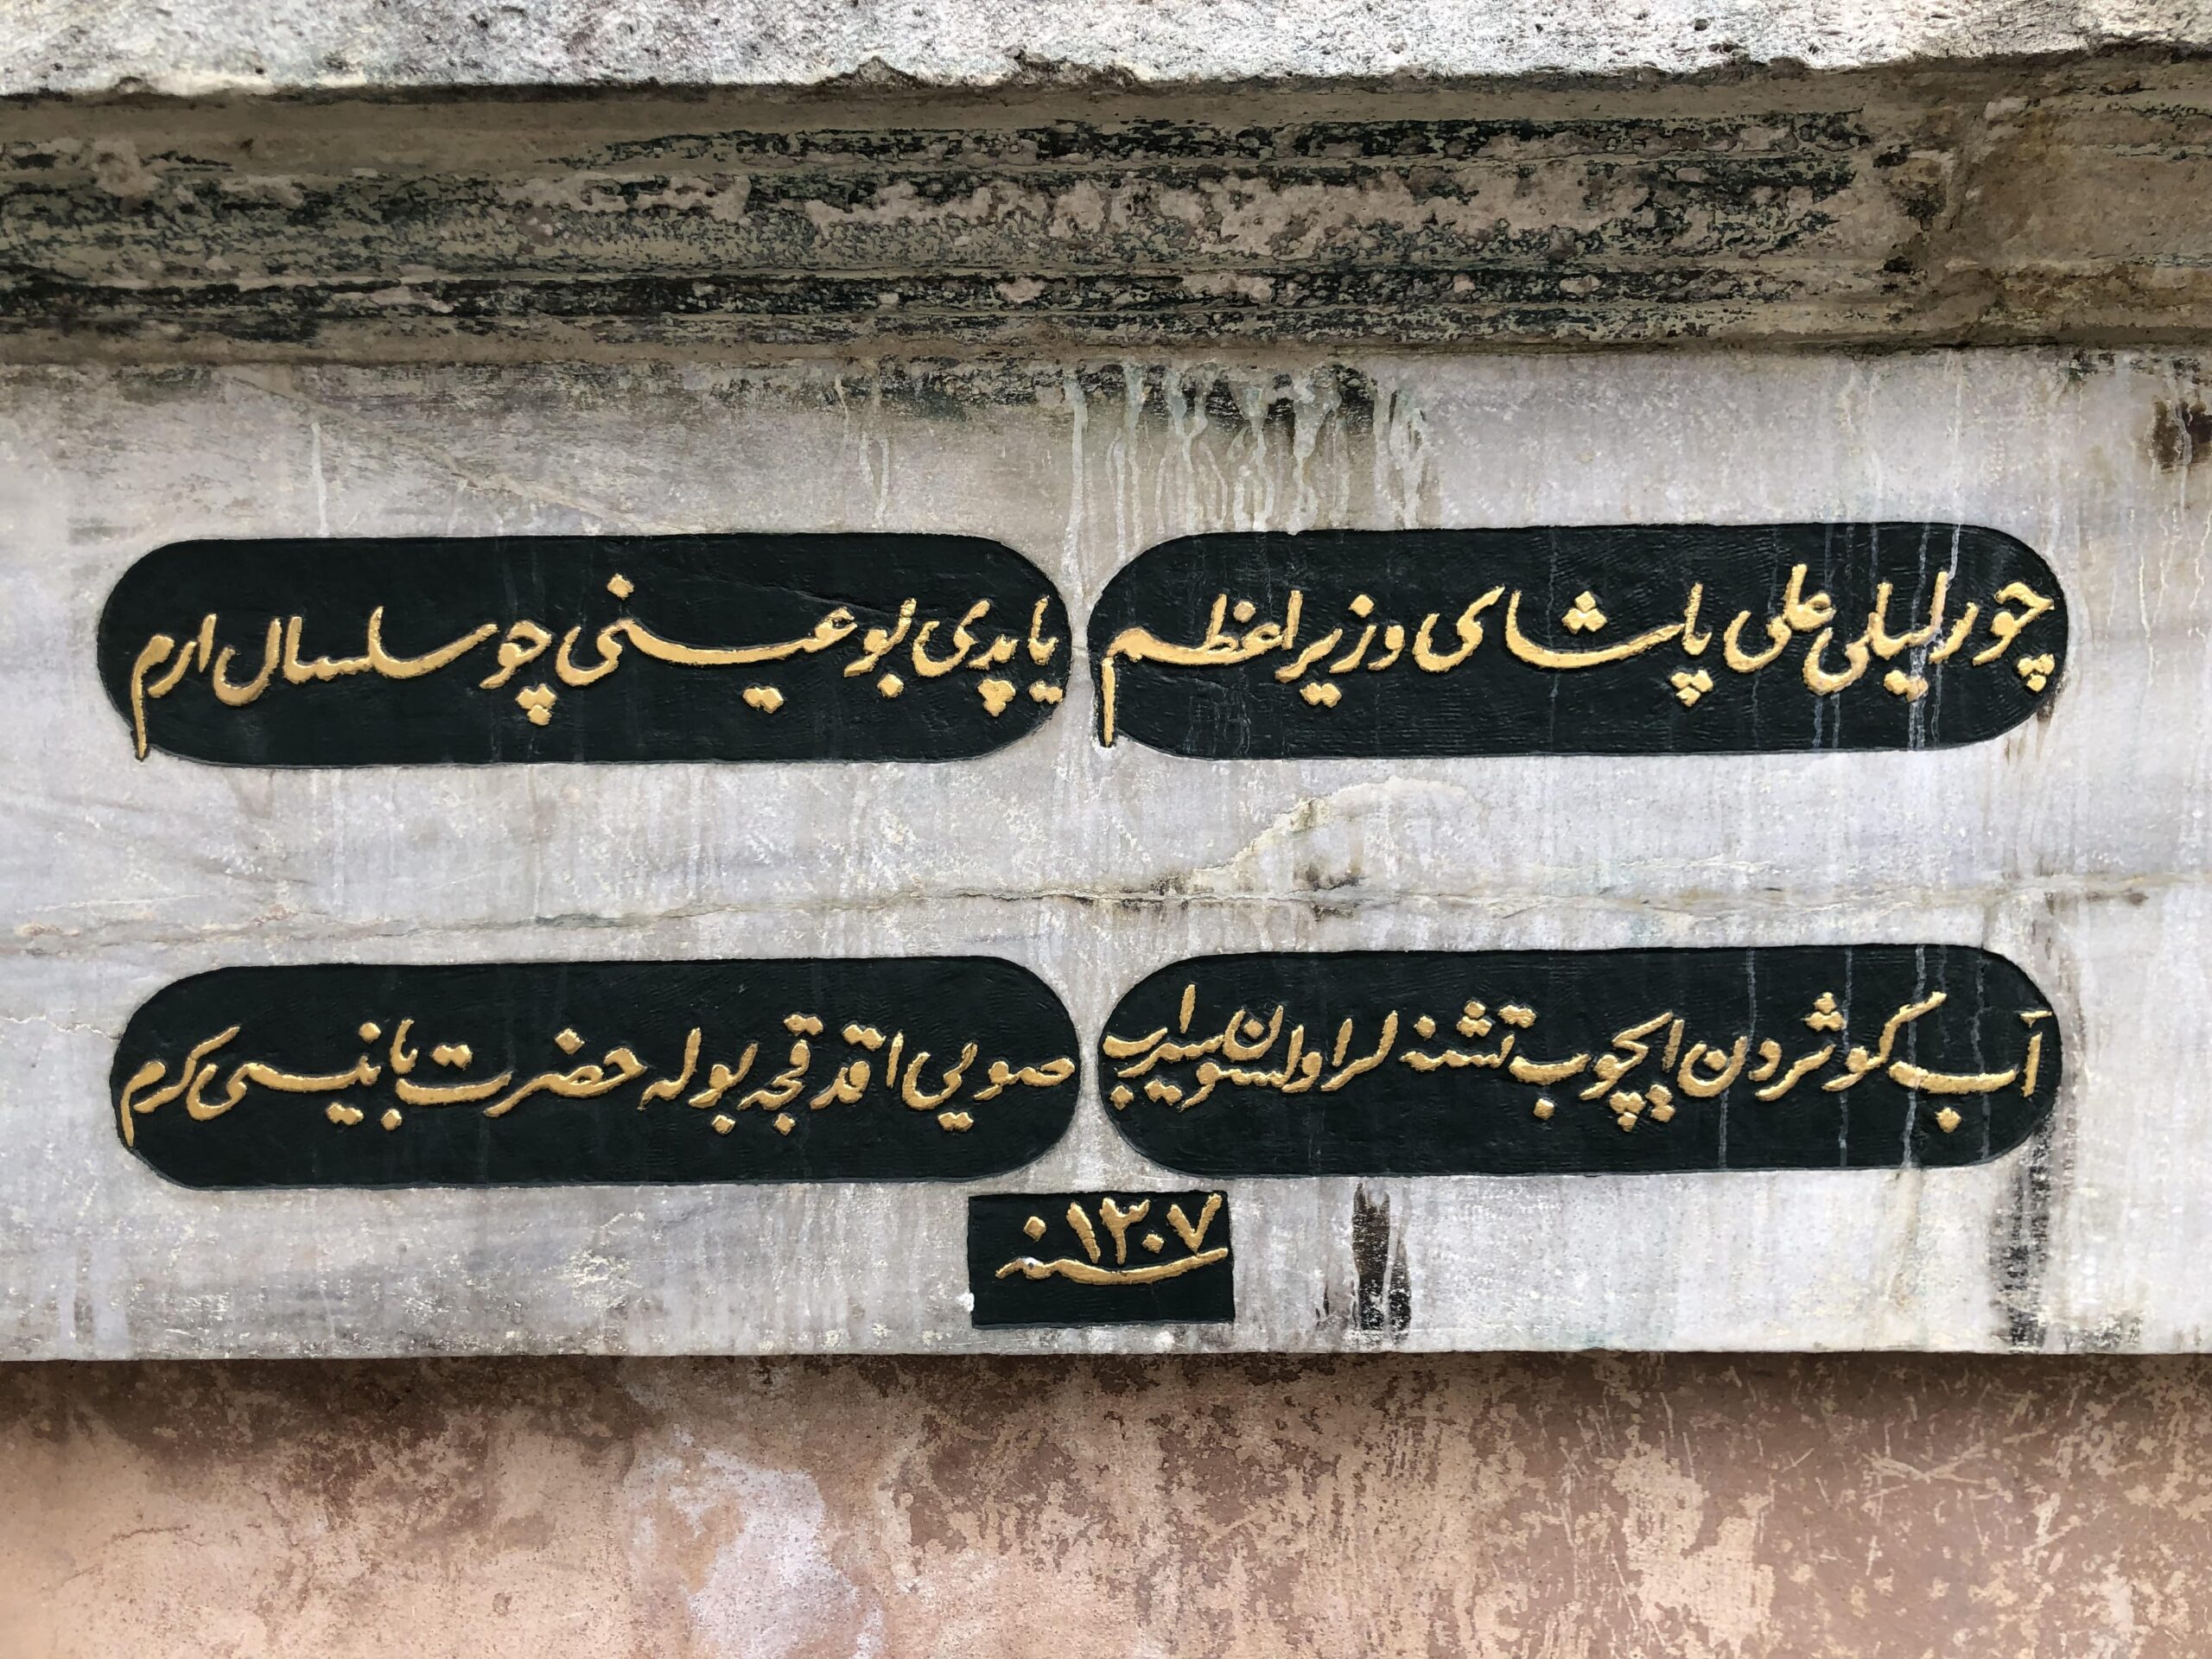 چورلیلی علی پاشای وزیر اعظم
یاپدی بو عینی چو سلسال ارم
آب کوثردن ایچوب تشنه لر اولسون سیراب
صویی اقدقجه بوله حضرت بانیسی کرم
سنه ١٣٠٧